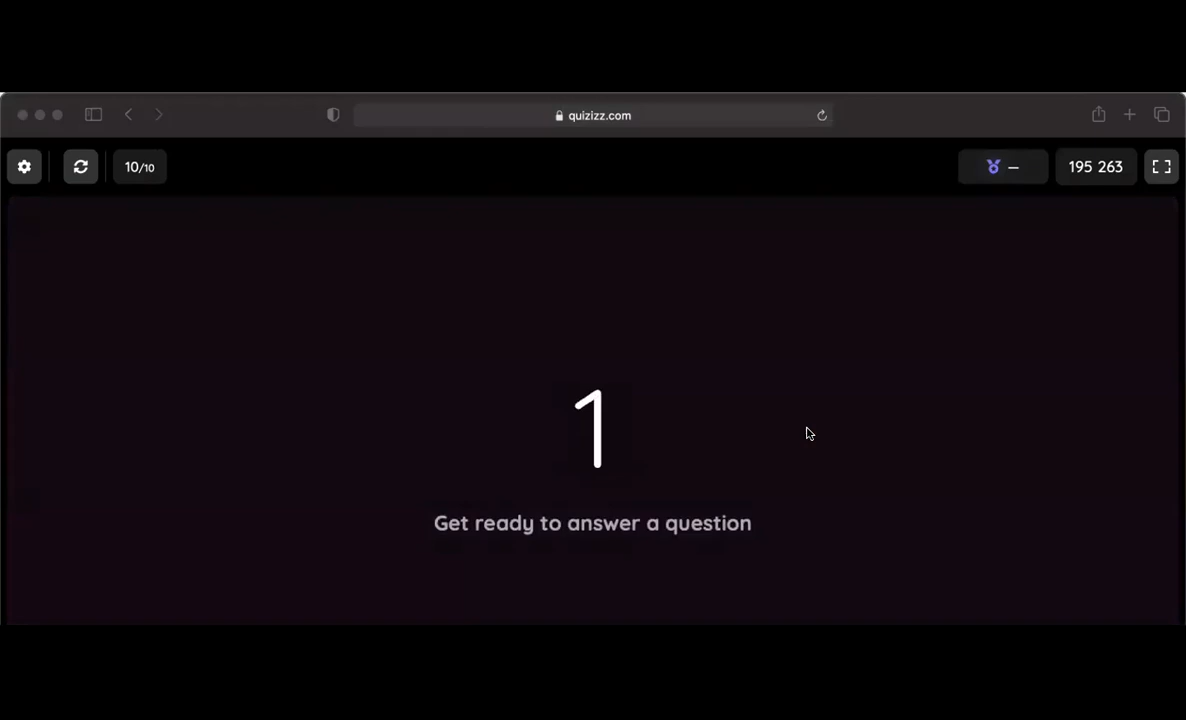 quizizz.com
10/10
–
195 263
1
Get ready to answer a question